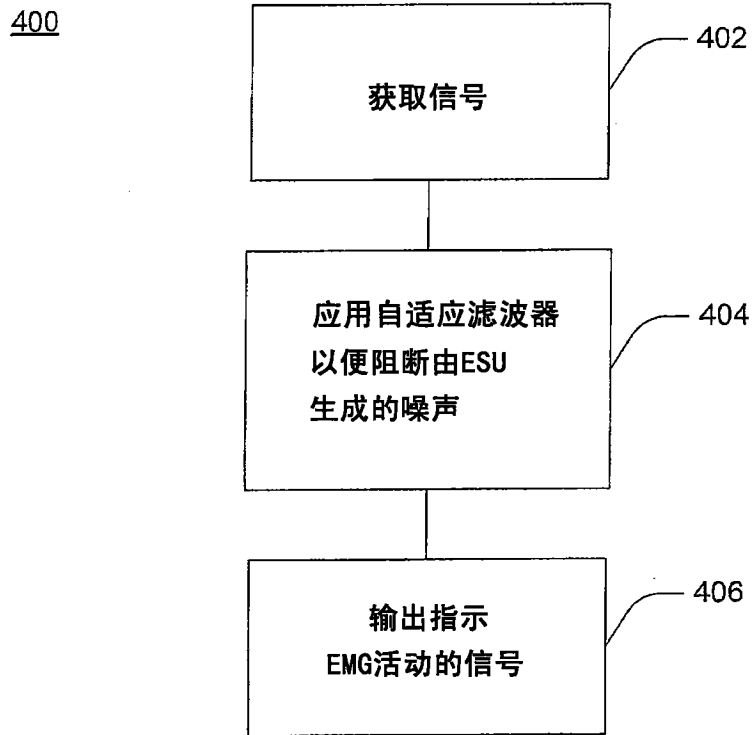 400
获取信号
402
应用自适应滤波器
以便阻断由ESU
生成的噪声
404
输出指示
EMG活动的信号
406